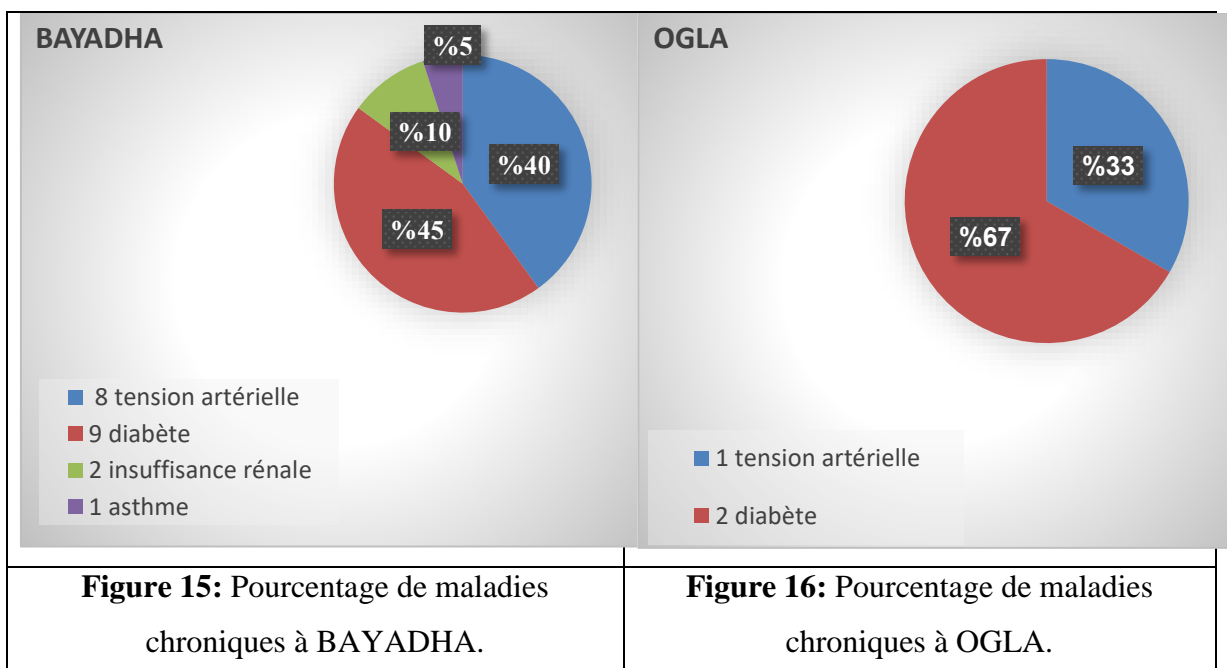 BAYADHA
%5
%10
%40
%45
8 tension artérielle
9 diabète
2 insuffisance rénale
1 asthme
OGLA
%33
%67
1 tension artérielle
2 diabète
Figure 15: Pourcentage de maladies
chroniques à BAYADHA.
Figure 16: Pourcentage de maladies
chroniques à OGLA.